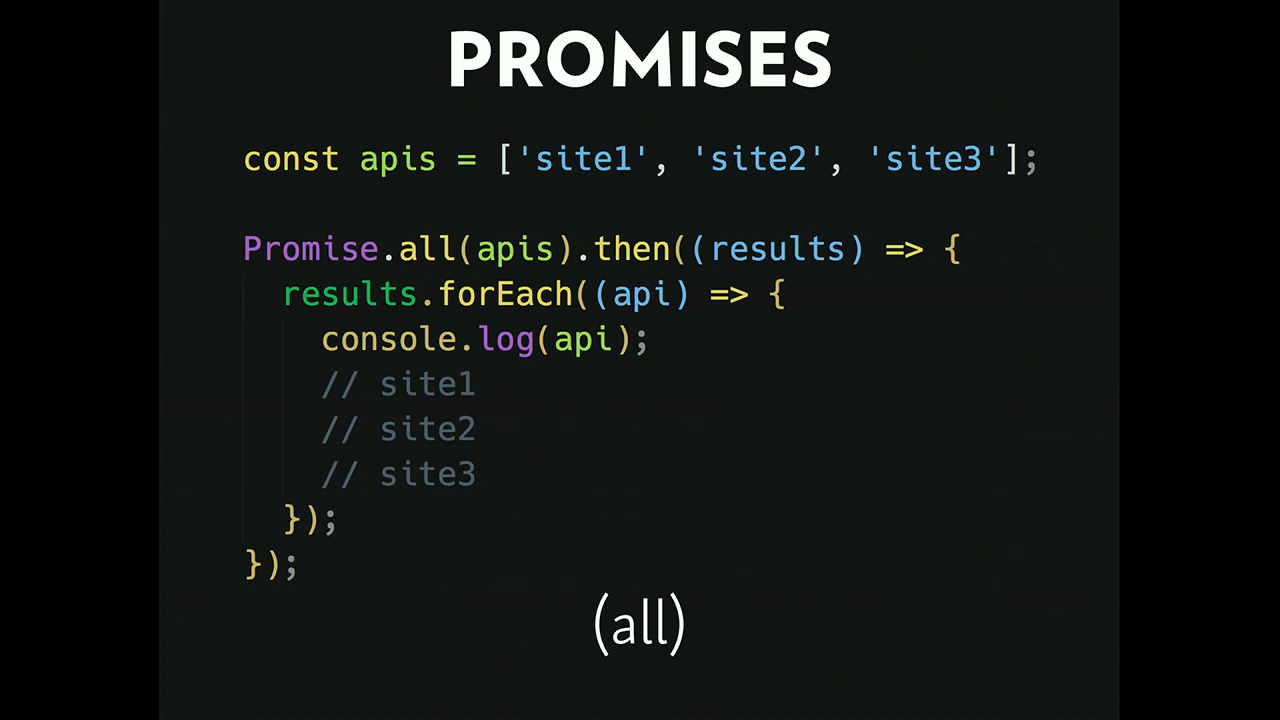 PROMISES
const apis = ['site1', 'site2', 'site3'];
Promise.all(apis).then((results) => {
results.forEach((api) => {
console.log(api);
// site1
// site2
// site3
});
});
(all)